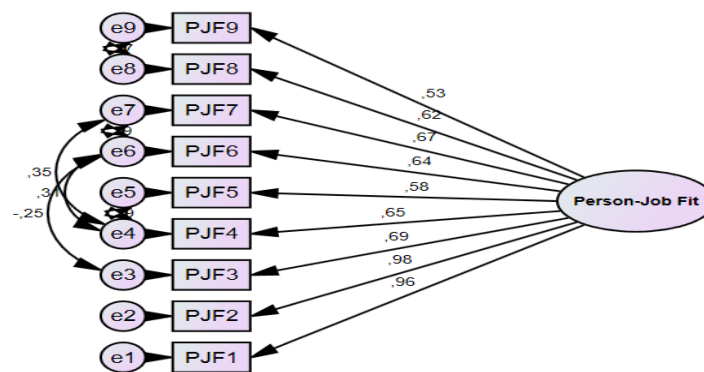 e9 PJF9
e8 PJF8
,53
,62
e7 PJF7
,67
e6 PJF6
,64
,35
e5 PJF5
,58
Person-Job Fit
-,25
e4 PJF4
,65
e3 PJF3
,69
,98
e2 PJF2
,96
e1 PJF1